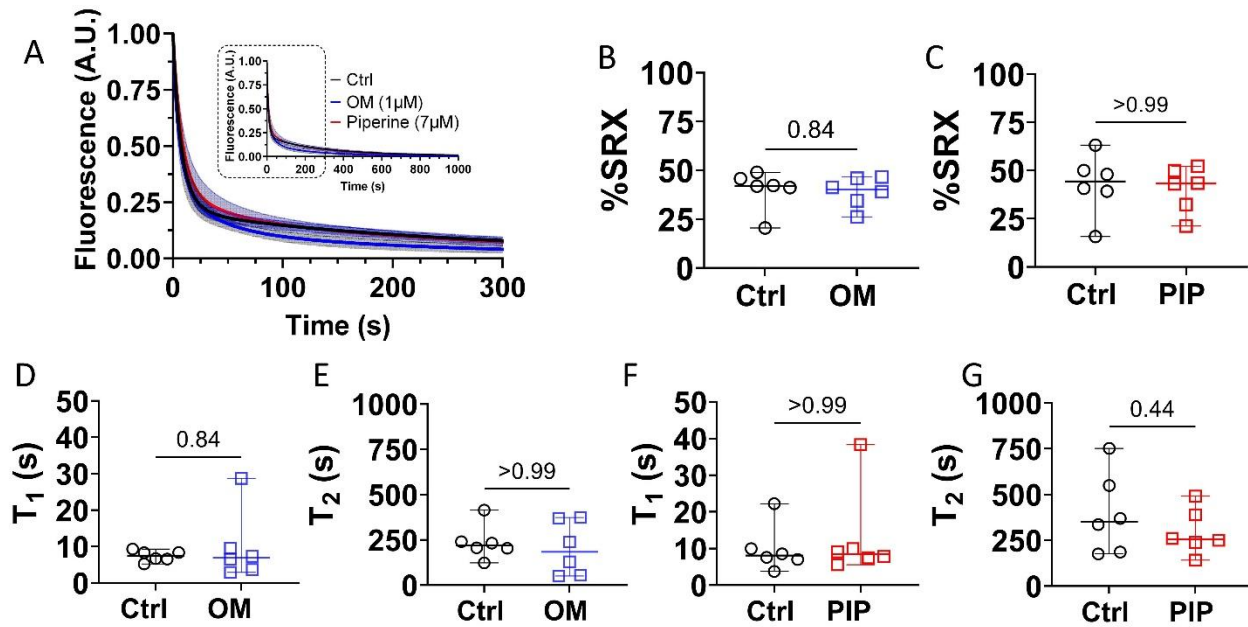 A
Fluorescence (A.U.)
1.00
0.75
0.50
0.25
0.00
0 100 200 300
Time (s)
Fluorescence (A.U.)
1.00
0.75
0.50
0.25
0.00
0 200 400 600 800 1000
Time (s)
Ctrl
OM (1µM)
Piperine (7µM)
B
%SRX
100
75
50
25
0
0.84
Ctrl OM
C
%SRX
100
75
50
25
0
>0.99
Ctrl PIP
D
T1 (s)
50
40
30
20
10
0
0.84
Ctrl OM
E
T2 (s)
1000
750
500
250
0
>0.99
Ctrl OM
F
T1 (s)
50
40
30
20
10
0
>0.99
Ctrl PIP
G
T2 (s)
1000
750
500
250
0
0.44
Ctrl PIP